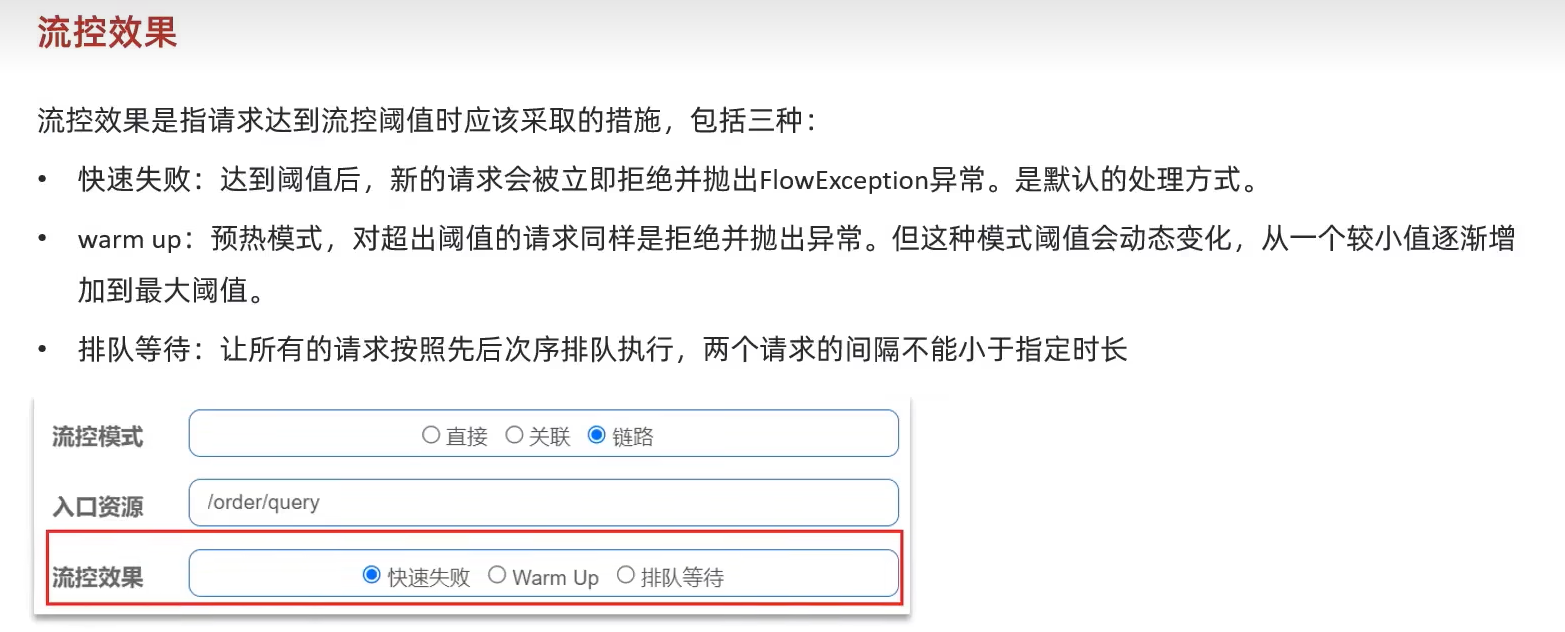 流控效果
流控效果是指请求达到流控阈值时应该采取的措施，包括三种：
• 快速失败：达到阈值后，新的请求会被立即拒绝并抛出FlowException异常。是默认的处理方式。
• warm up：预热模式，对超出阈值的请求同样是拒绝并抛出异常。但这种模式阈值会动态变化，从一个较小值逐渐增
加到最大阈值。
• 排队等待：让所有的请求按照先后次序排队执行，两个请求的间隔不能小于指定时长
流控模式 直接 关联 链路
入口资源 /order/query
流控效果 快速失败 Warm Up 排队等待